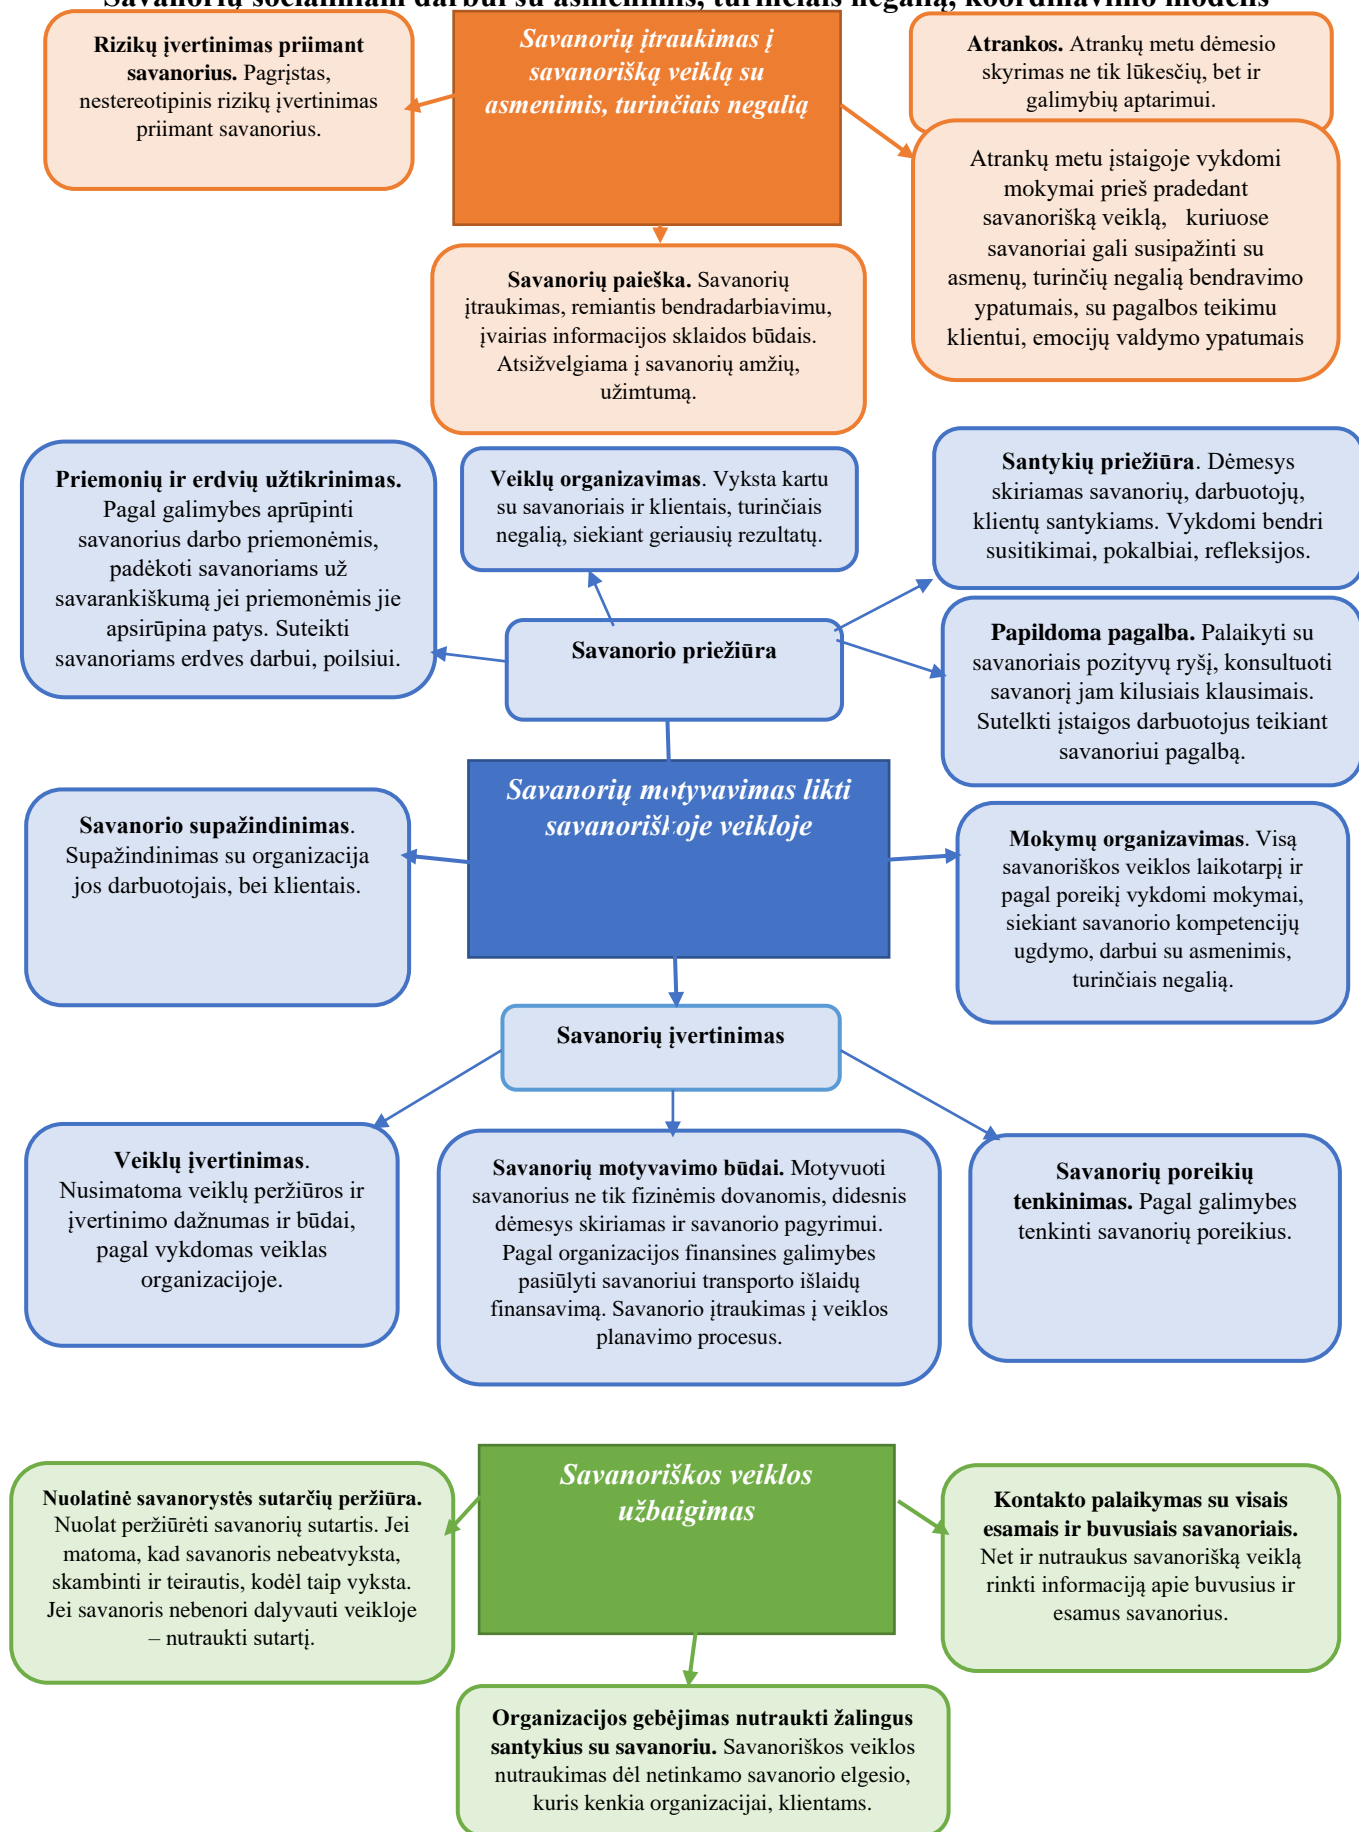 Savanorių socialiniam darbui su asmenimis, turinčiais negalią, koordinavimo modelis
Rizikų įvertinimas priimant
savanorius. Pagrįstas,
nestereotipinis rizikų įvertinimas
priimant savanorius.
Savanorių įtraukimas į
savanorišką veiklą su
asmenimis, turinčiais negalią
Atrankos. Atrankų metu dėmesio
skyrimas ne tik lūkesčių, bet ir
galimybių aptarimui.
Atrankų metu įstaigoje vykdomi
mokymai prieš pradedant
savanorišką veiklą, kuriuose
savanoriai gali susipažinti su
asmenų, turinčių negalią bendravimo
ypatumais, su pagalbos teikimu
klientui, emocijų valdymo ypatumais
Savanorių paieška. Savanorių
įtraukimas, remiantis bendradarbiavimu,
įvairias informacijos sklaidos būdais.
Atsižvelgiama į savanorių amžių,
užimtumą.
Priemonių ir erdvių užtikrinimas.
Pagal galimybes aprūpinti
savanorius darbo priemonėmis,
padėkoti savanoriams už
savarankiškumą jei priemonėmis jie
apsirūpina patys. Suteikti
savanoriams erdves darbui, poilsiui.
Veiklų organizavimas. Vyksta kartu
su savanoriais ir klientais, turinčiais
negalią, siekiant geriausių rezultatų.
Santykių priežiūra. Dėmesys
skiriamas savanorių, darbuotojų,
klientų santykiams. Vykdomi bendri
susitikimai, pokalbiai, refleksijos.
Savanorio priežiūra
Papildoma pagalba. Palaikyti su
savanoriais pozityvų ryšį, konsultuoti
savanorį jam kilusiais klausimais.
Sutelkti įstaigos darbuotojus teikiant
savanoriui pagalbą.
Savanorių motyvavimas likti
savanoriškoje veikloje
Savanorio supažindinimas.
Supažindinimas su organizacija
jos darbuotojais, bei klientais.
Mokymų organizavimas. Visą
savanoriškos veiklos laikotarpį ir
pagal poreikį vykdomi mokymai,
siekiant savanorio kompetencijų
ugdymo, darbui su asmenimis,
turinčiais negalią.
Savanorių įvertinimas
Veiklų įvertinimas.
Nusimatoma veiklų peržiūros ir
įvertinimo dažnumas ir būdai,
pagal vykdomas veiklas
organizacijoje.
Savanorių motyvavimo būdai. Motyvuoti
savanorius ne tik fizinėmis dovanomis, didesnis
dėmesys skiriamas ir savanorio pagyrimui.
Pagal organizacijos finansines galimybes
pasiūlyti savanoriui transporto išlaidų
finansavimą. Savanorio įtraukimas į veiklos
planavimo procesus.
Savanorių poreikių
tenkinimas. Pagal galimybes
tenkinti savanorių poreikius.
Savanoriškos veiklos
užbaigimas
Nuolatinė savanorystės sutarčių peržiūra.
Nuolat peržiūrėti savanorių sutartis. Jei
matoma, kad savanoris nebeatvyksta,
skambinti ir teirautis, kodėl taip vyksta.
Jei savanoris nebenori dalyvauti veikloje
– nutraukti sutartį.
Kontakto palaikymas su visais
esamais ir buvusiais savanoriais.
Net ir nutraukus savanorišką veiklą
rinkti informaciją apie buvusius ir
esamus savanorius.
Organizacijos gebėjimas nutraukti žalingus
santykius su savanoriu. Savanoriškos veiklos
nutraukimas dėl netinkamo savanorio elgesio,
kuris kenkia organizacijai, klientams.